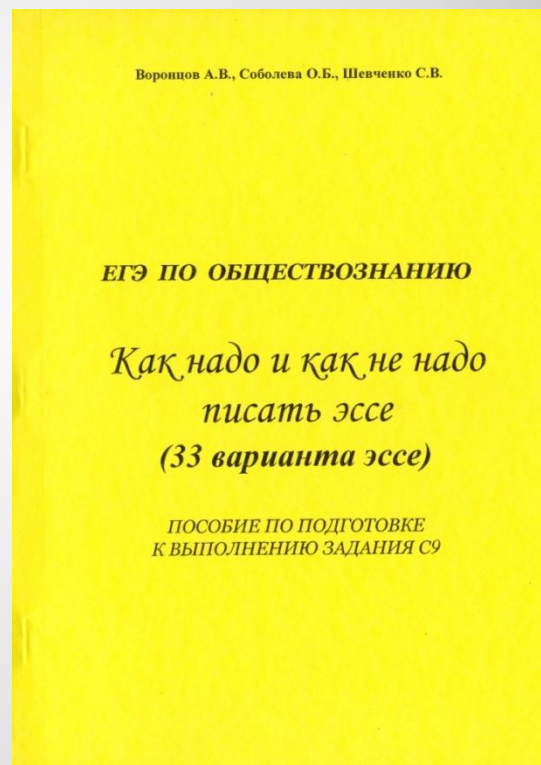 Воронцов А.В., Соболева О.Б., Шевченко С.В.
ЕГЭ ПО ОБЩЕСТВОЗНАНИЮ
Как надо и как не надо
писать эссе
(33 варианта эссе)
ПОСОБИЕ ПО ПОДГОТОВКЕ
К ВЫПОЛНЕНИЮ ЗАДАНИЯ С9